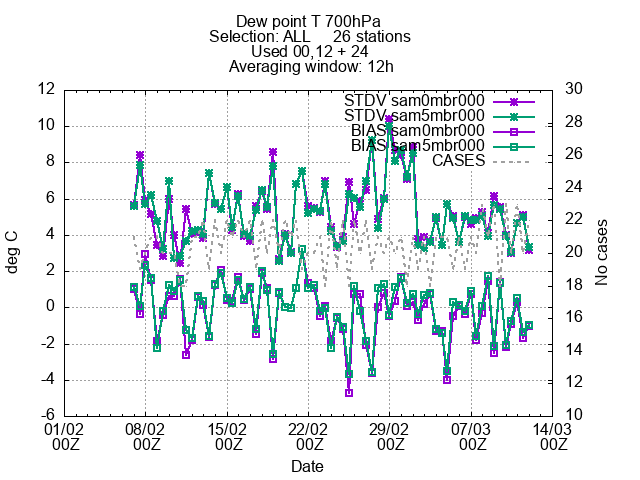 Dew point T 700hPa
Selection: ALL 26 stations
Used 00,12 + 24
Averaging window: 12h
STDV sam0mbr000
STDV sam5mbr000
BIAS sam0mbr000
BIAS sam5mbr000
CASES
deg C
12
10
8
6
4
2
0
-2
-4
-6
No cases
30
28
26
24
22
20
18
16
14
12
10
01/02 08/02 15/02 22/02 29/02 07/03 14/03
00Z 00Z 00Z 00Z 00Z 00Z 00Z
Date